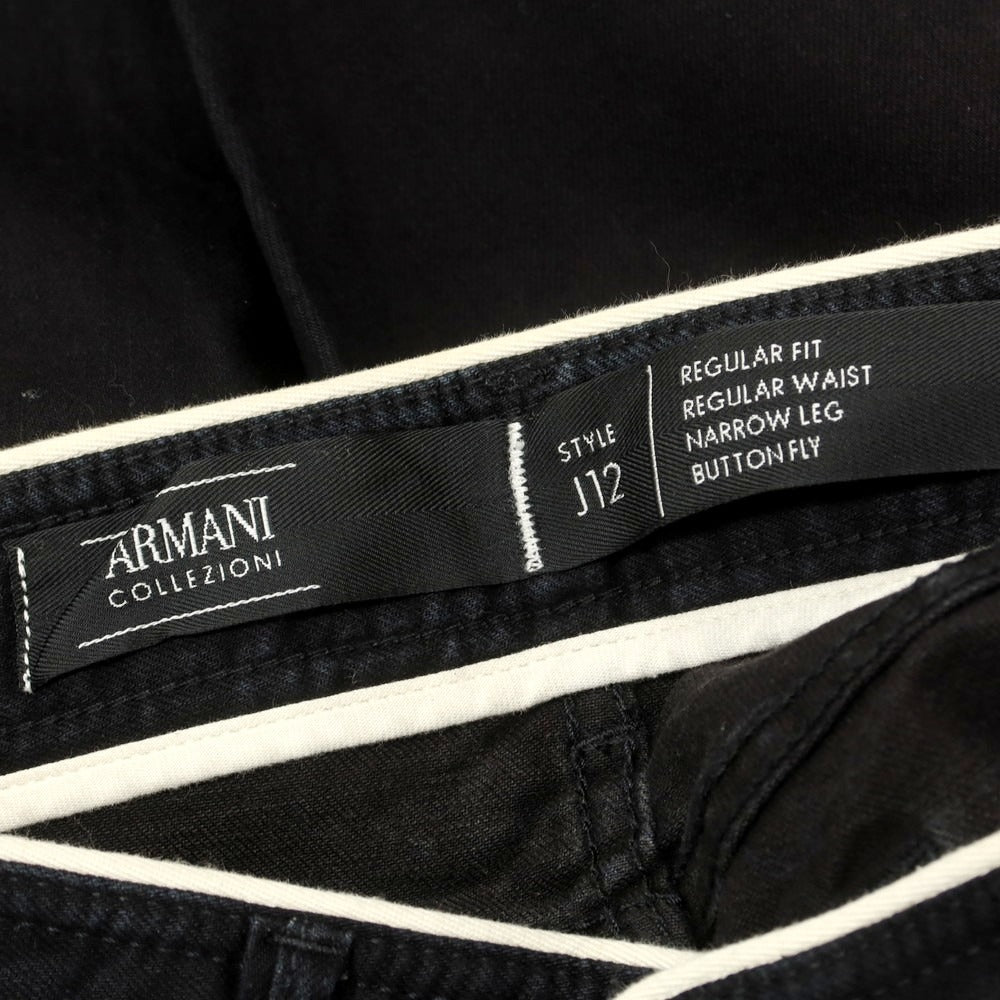 ARMANI
COLLEZIONI
STYLE
J12
REGULAR FIT
REGULAR WAIST
NARROW LEG
BUTTON FLY